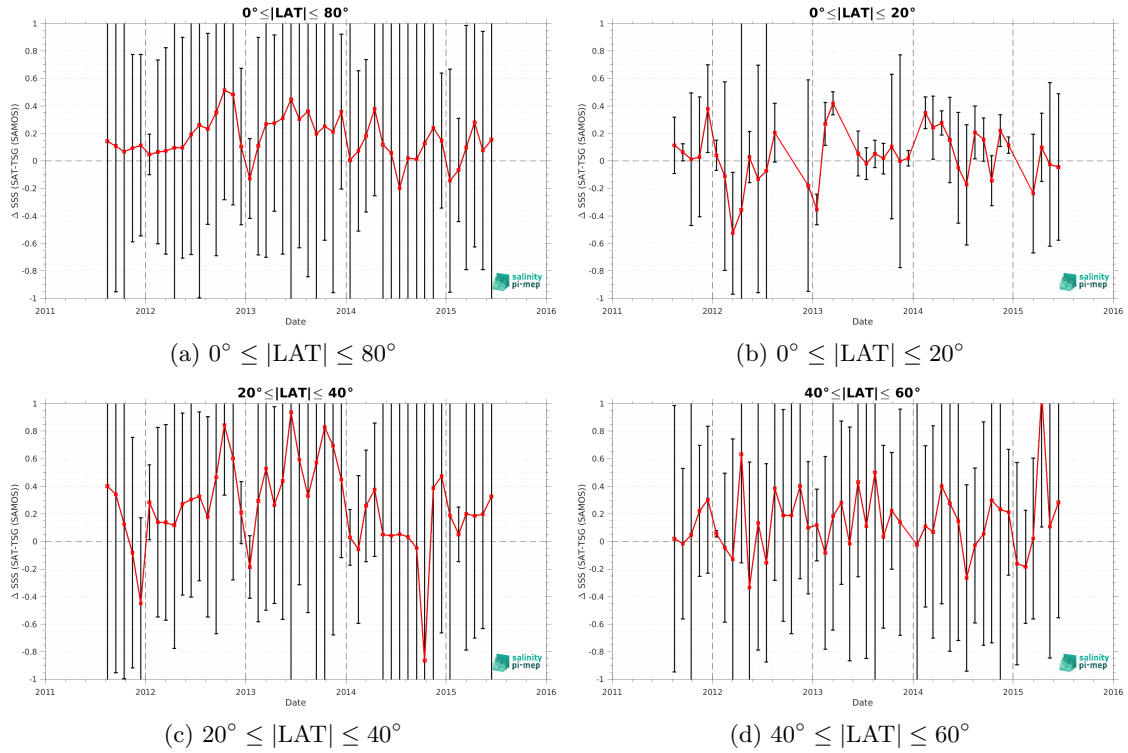 0°≤|LAT|≤ 80°
Δ SSS (SAT-TSG (SAMOS))
1
0.8
0.6
0.4
0.2
0
-0.2
-0.4
-0.6
-0.8
-1
2011 2012 2013 2014 2015 2016
Date
salinity
pi-mep
(a) 0° ≤ |LAT| ≤ 80°
0°≤|LAT|≤ 20°
Δ SSS (SAT-TSG (SAMOS))
1
0.8
0.6
0.4
0.2
0
-0.2
-0.4
-0.6
-0.8
-1
2011 2012 2013 2014 2015 2016
Date
salinity
pi-mep
(b) 0° ≤ |LAT| ≤ 20°
20°≤|LAT|≤ 40°
Δ SSS (SAT-TSG (SAMOS))
1
0.8
0.6
0.4
0.2
0
-0.2
-0.4
-0.6
-0.8
-1
2011 2012 2013 2014 2015 2016
Date
salinity
pi-mep
(c) 20° ≤ |LAT| ≤ 40°
40°≤|LAT|≤ 60°
Δ SSS (SAT-TSG (SAMOS))
1
0.8
0.6
0.4
0.2
0
-0.2
-0.4
-0.6
-0.8
-1
2011 2012 2013 2014 2015 2016
Date
salinity
pi-mep
(d) 40° ≤ |LAT| ≤ 60°